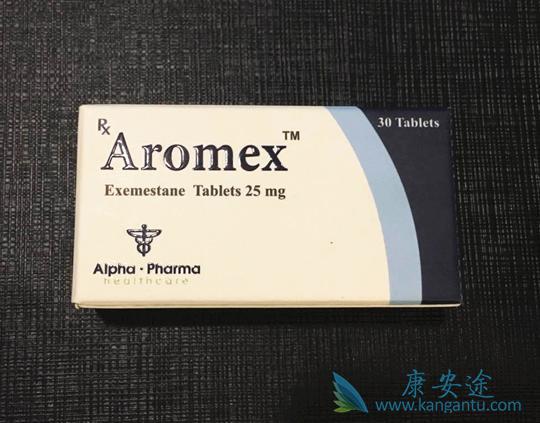 Rx
Aromex™
30 Tablets
Exemestane Tablets 25 mg
Alpha · Pharma
healthcare
康安途
www.kangantu.com